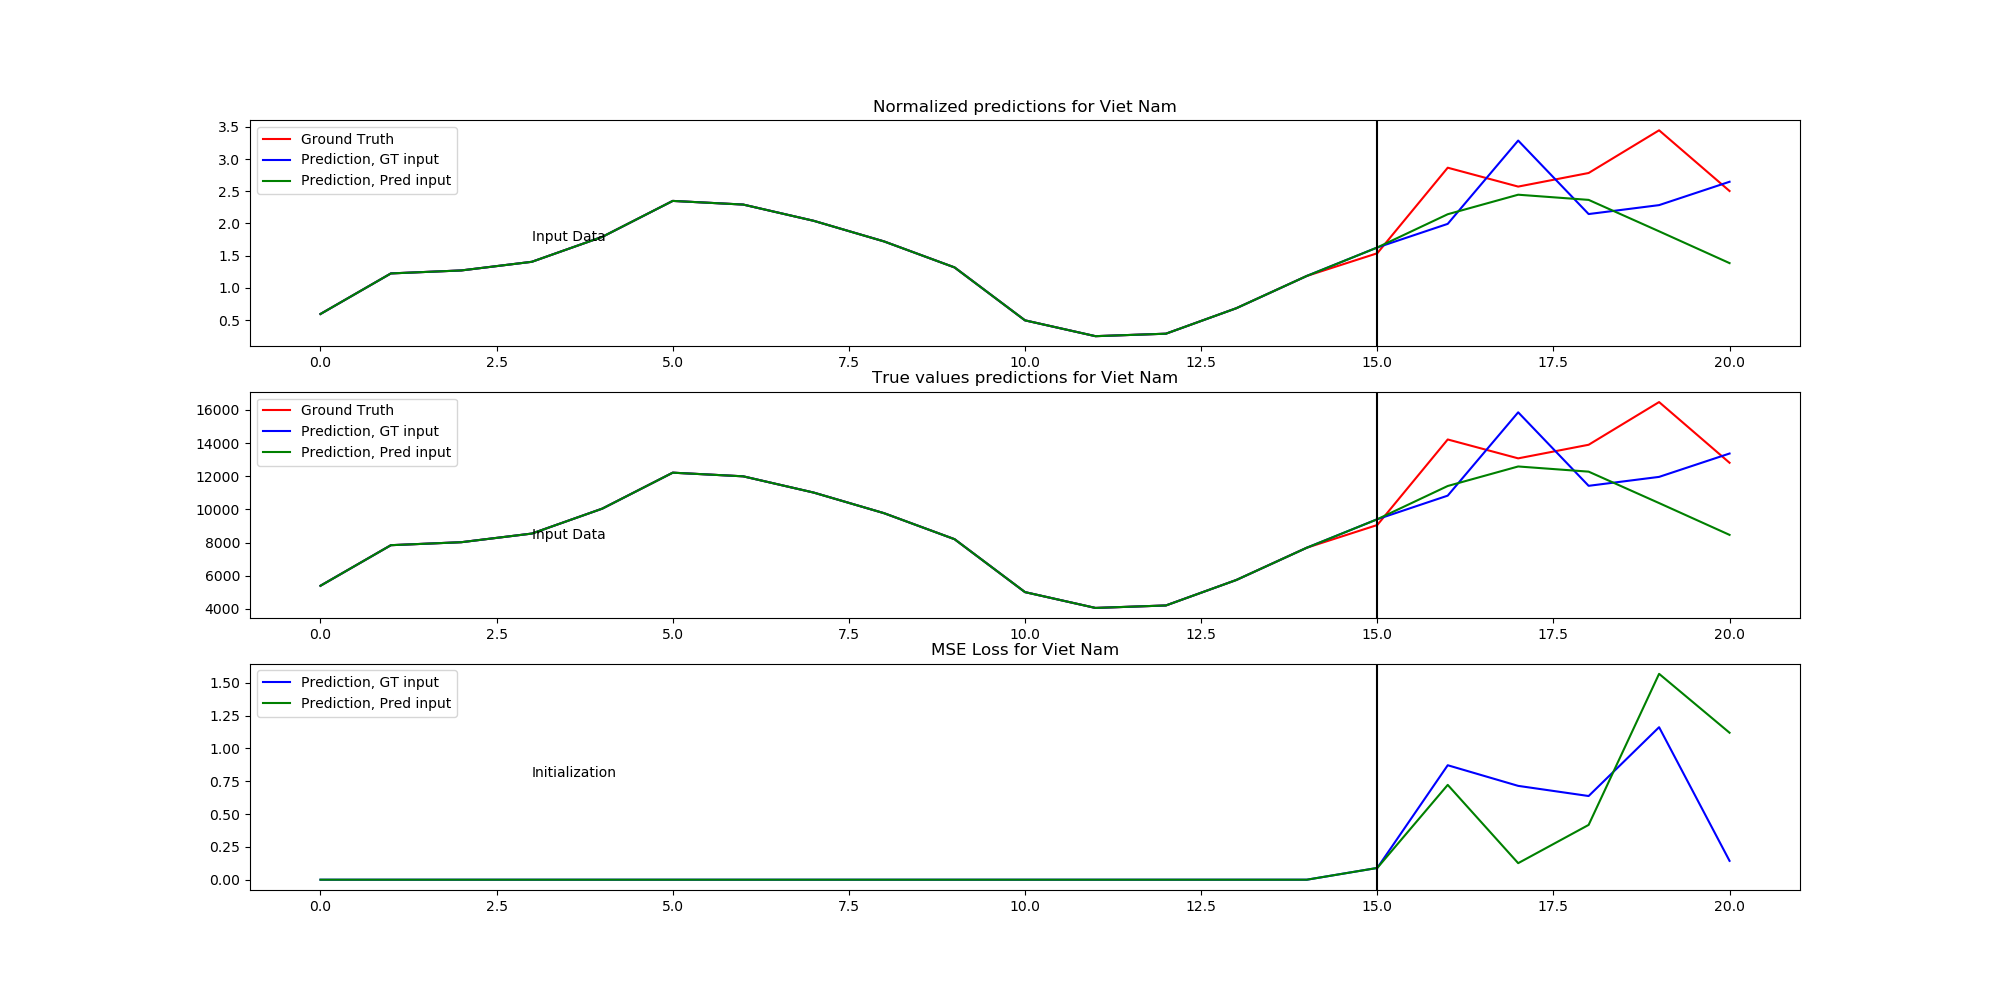 Normalized predictions for Viet Nam
3.5
3.0
2.5
2.0
1.5
1.0
0.5
Ground Truth
Prediction, GT input
Prediction, Pred input
Input Data
0.0 2.5 5.0 7.5 10.0 12.5 15.0 17.5 20.0
True values predictions for Viet Nam
16000
14000
12000
10000
8000
6000
4000
Ground Truth
Prediction, GT input
Prediction, Pred input
Input Data
0.0 2.5 5.0 7.5 10.0 12.5 15.0 17.5 20.0
MSE Loss for Viet Nam
1.50
1.25
1.00
0.75
0.50
0.25
0.00
Prediction, GT input
Prediction, Pred input
Initialization
0.0 2.5 5.0 7.5 10.0 12.5 15.0 17.5 20.0